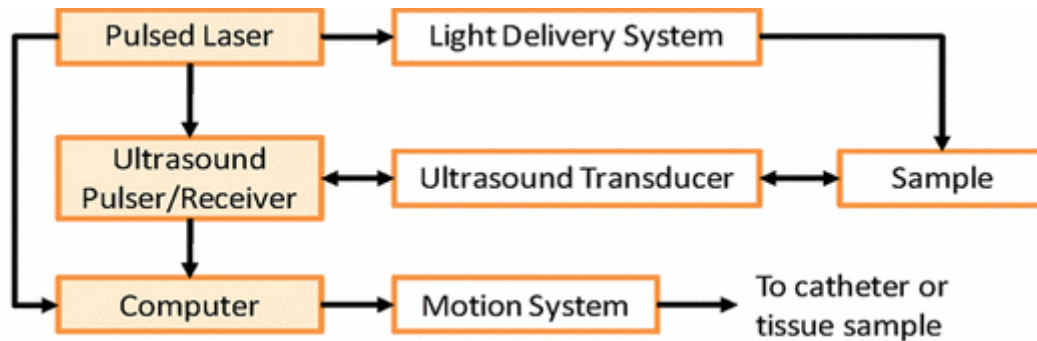 Pulsed Laser
Light Delivery System
Ultrasound
Pulser/Receiver
Ultrasound Transducer
Sample
Computer
Motion System
To catheter or
tissue sample